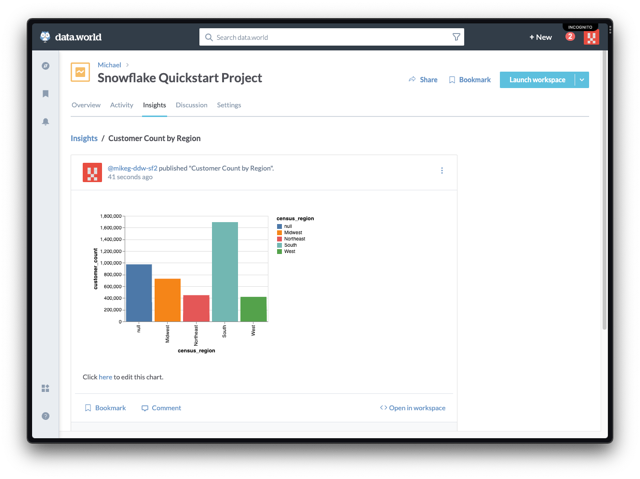 INCOGNITO
data.world
Search data.world
+ New
2
Michael >
Snowflake Quickstart Project
Share
Bookmark
Launch workspace
Overview Activity Insights Discussion Settings
Insights / Customer Count by Region
@mikeg-ddw-sf2 published "Customer Count by Region".
41 seconds ago
1,800,000
1,600,000
1,400,000
1,200,000
1,000,000
800,000
600,000
400,000
200,000
0
customer_count
null
Midwest
Northeast
South
West
census_region
census_region
null
Midwest
Northeast
South
West
Click here to edit this chart.
Bookmark
Comment
<> Open in workspace
?